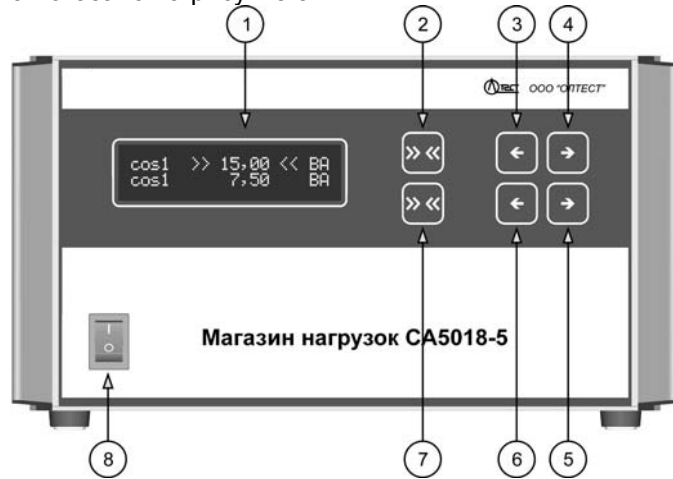 1
2
3
4
ООО "ОЛТЕСТ"
cos1 >> 15,00 << ВА
cos1 7,50 ВА
>> <<
← →
>> <<
← →
Магазин нагрузок СА5018-5
I
O
8
7
6
5